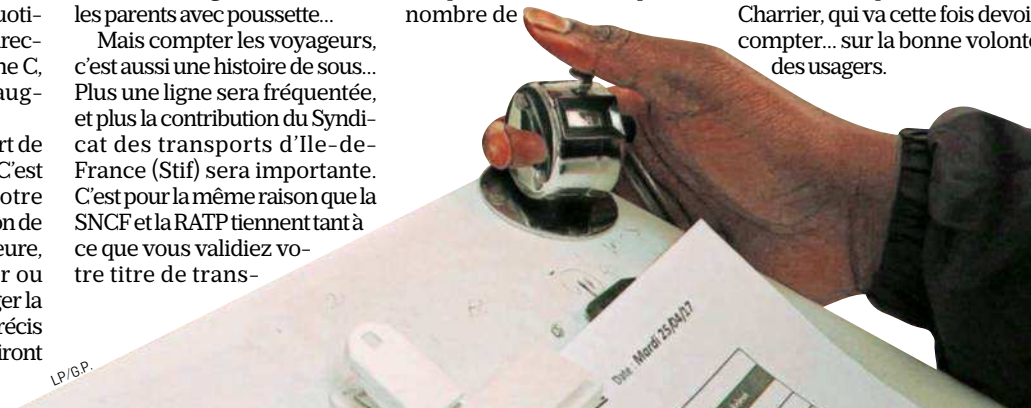 uoti-
rec-
ne C,
aug-
rt de
C'est
otre
on de
eure,
r ou
ger la
récis
iront
les parents avec poussette...
Mais compter les voyageurs,
c'est aussi une histoire de sous...
Plus une ligne sera fréquentée,
et plus la contribution du Syndi-
cat des transports d'Ile-de-
France (Stif) sera importante.
C'est pour la même raison que la
SNCF et la RATP tiennent tant à
ce que vous validiez vo-
tre titre de trans-
nombre de
Charrier, qui va cette fois devoi
compter... sur la bonne volonté
des usagers.
LP/G.P.
Date : Mardi 25/04/17